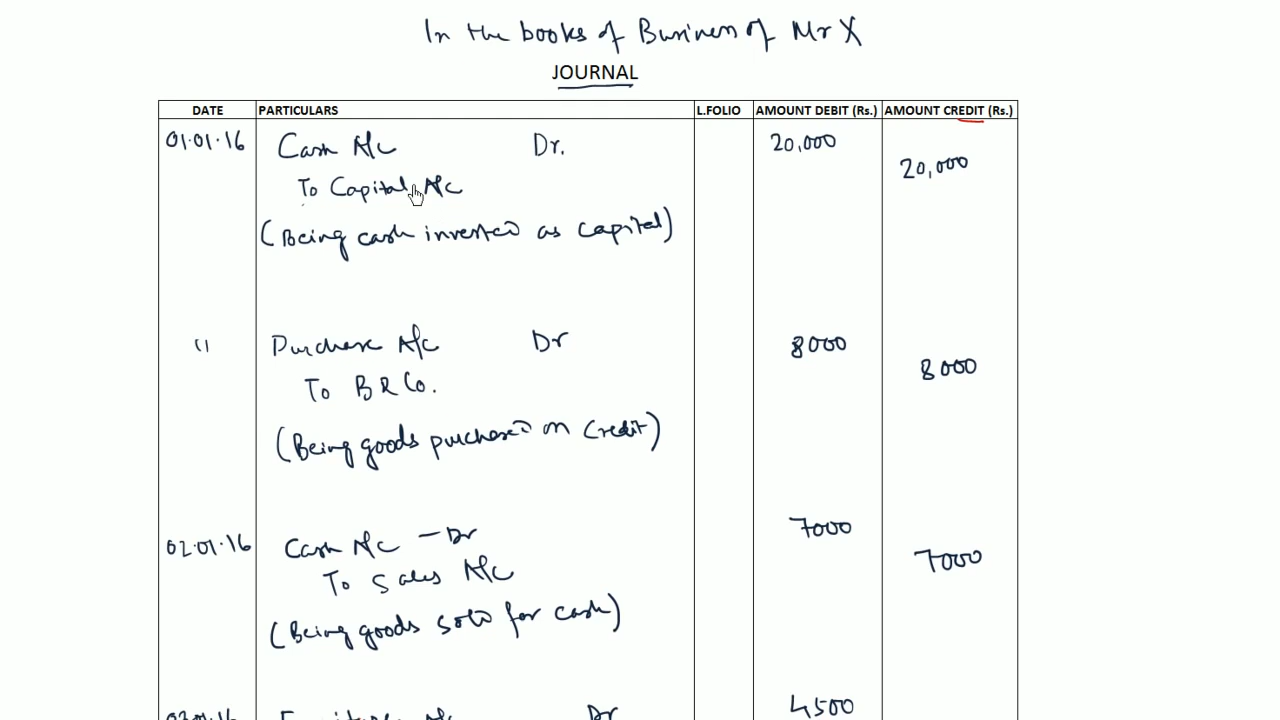 In the books of Business of Mr X
JOURNAL
DATE PARTICULARS L.FOLIO AMOUNT DEBIT (Rs.) AMOUNT CREDIT (Rs.)
01.01.16 Cash A/c Dr. 20,000
To Capital A/c 20,000
(Being cash invested as capital)
" Purchase A/c Dr 8000
To B R Co. 8000
(Being goods purchased on credit)
02.01.16 Cash A/c – Dr 7000
To Sales A/c 7000
(Being goods sold for cash)
Furniture A/c Dr 4500